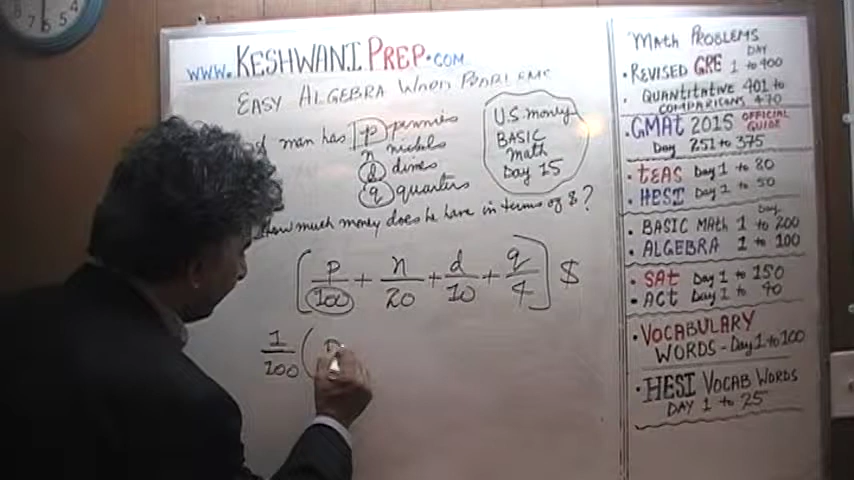 www.KESHWANI PREP.com
EASY ALGEBRA WORD PROBLEMS
man has p pennies
n nickels
d dimes
q quarters
U.S. money
BASIC
math
Day 15
How much money does he have in terms of $?
[p/100 + n/20 + d/10 + q/4] $
1/100 (
MATH PROBLEMS
DAY
• REVISED GRE 1 to 400
• QUANTITATIVE 401 to
COMPARISONS 470
• GMAT 2015 OFFICIAL GUIDE
Day 251 to 375
• TEAS Day 1 to 80
• HESI Day 1 to 50
Day
• BASIC MATH 1 to 200
• ALGEBRA 1 to 100
• SAT Day 1 to 150
• ACT Day 1 to 40
• VOCABULARY
WORDS - Day 1 to 100
• HESI VOCAB WORDS
DAY 1 to 25